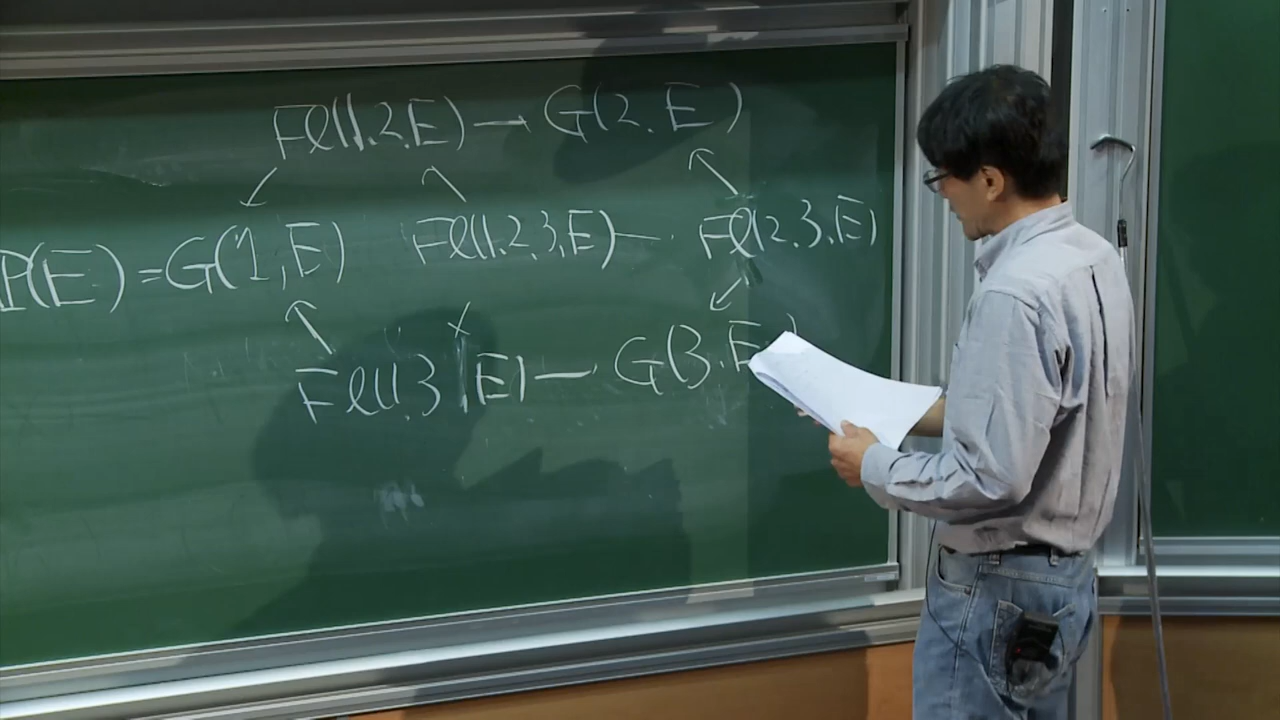 Fl(1,2,E) → G(2,E)
P(E) = G(1,E) Fl(1,2,3,E) — Fl(2,3,E)
Fl(1,3,E) — G(3,E)